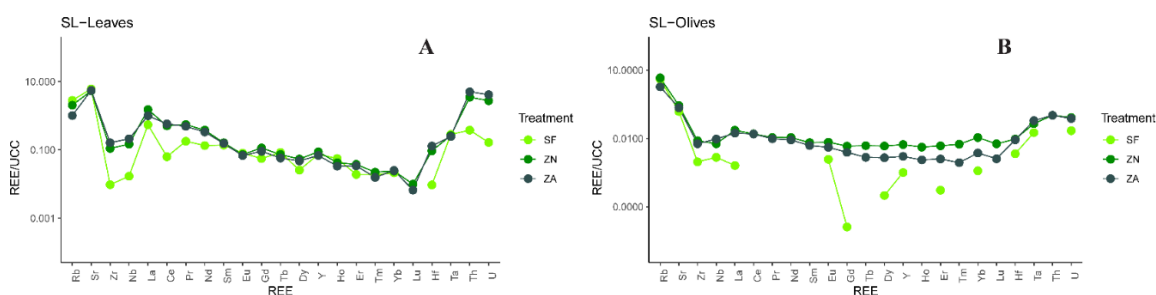 SL−Leaves
A
10.000
0.100
0.001
REE/UCC
Rb Sr Zr Nb La Ce Pr Nd Sm Eu Gd Tb Dy Y Ho Er Tm Yb Lu Hf Ta Th U
REE
Treatment
SF
ZN
ZA
SL−Olives
B
10.0000
0.0100
0.0000
REE/UCC
Rb Sr Zr Nb La Ce Pr Nd Sm Eu Gd Tb Dy Y Ho Er Tm Yb Lu Hf Ta Th U
REE
Treatment
SF
ZN
ZA